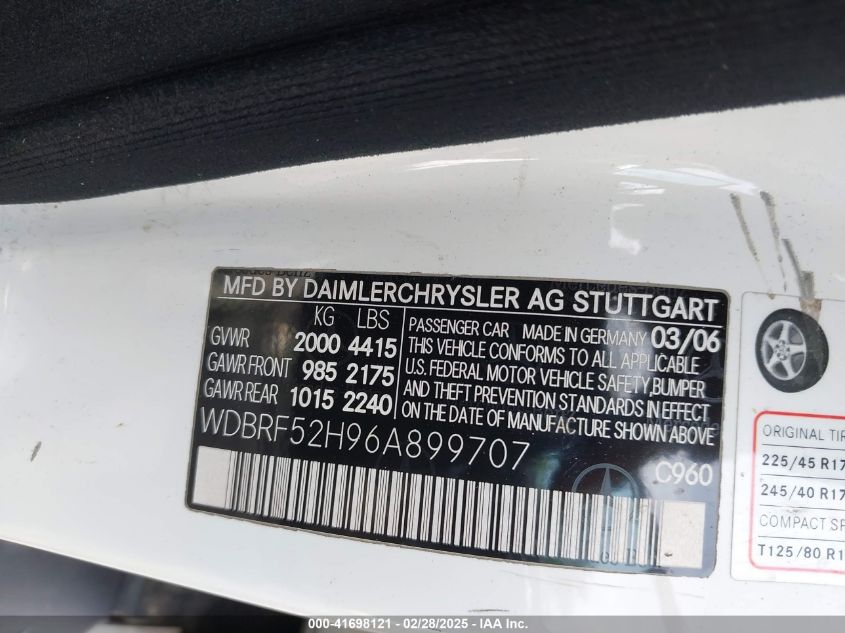 MFD BY DAIMLERCHRYSLER AG STUTTGART
KG LBS
GVWR 2000 4415
GAWR FRONT 985 2175
GAWR REAR 1015 2240
PASSENGER CAR MADE IN GERMANY 03/06
THIS VEHICLE CONFORMS TO ALL APPLICABLE
U.S. FEDERAL MOTOR VEHICLE SAFETY,BUMPER
AND THEFT PREVENTION STANDARDS IN EFFECT
ON THE DATE OF MANUFACTURE SHOWN ABOVE
WDBRF52H96A899707
C960
ORIGINAL TIR
225/45 R17
245/40 R17
COMPACT SP
T125/80 R1
000-41698121 - 02/28/2025 - IAA Inc.